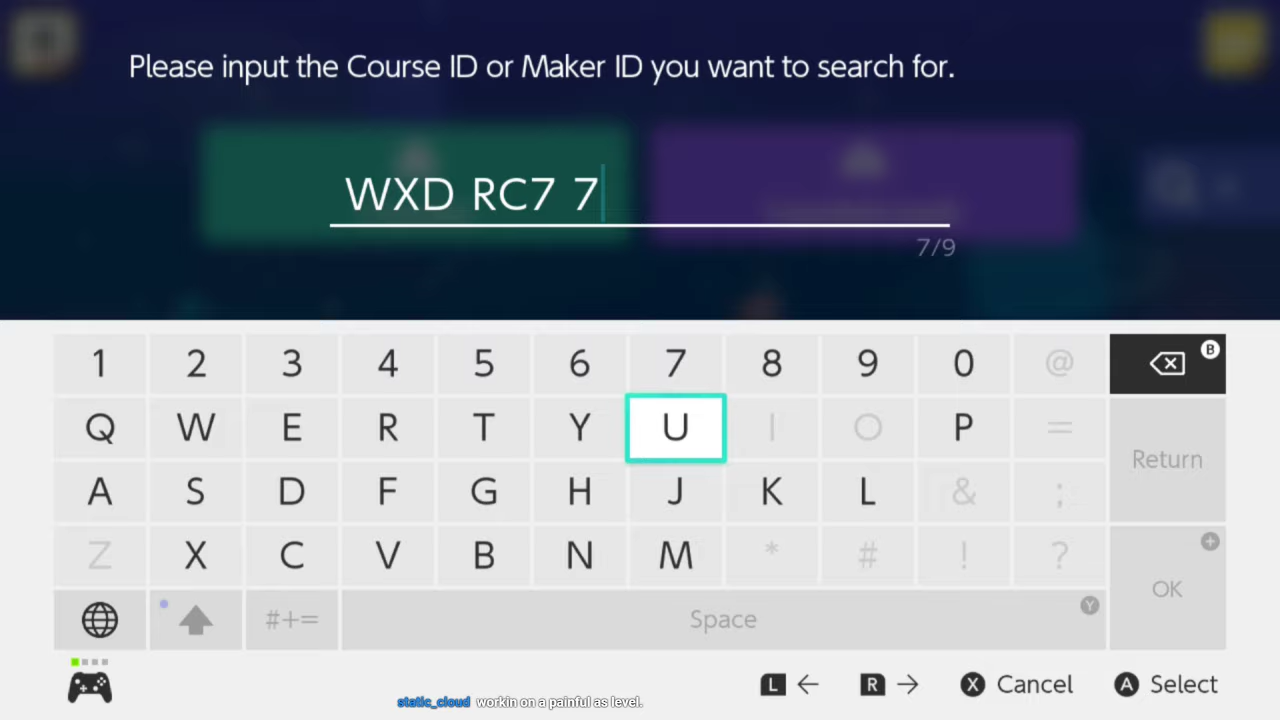 Please input the Course ID or Maker ID you want to search for.
WXD RC7 7
7/9
1 2 3 4 5 6 7 8 9 0 @ B
Q W E R T Y U I O P =
Return
A S D F G H J K L & ;
Z X C V B N M * # ! ? +
OK
#+= Space Y
L ← R → X Cancel A Select
static_cloud workin on a painful as level.